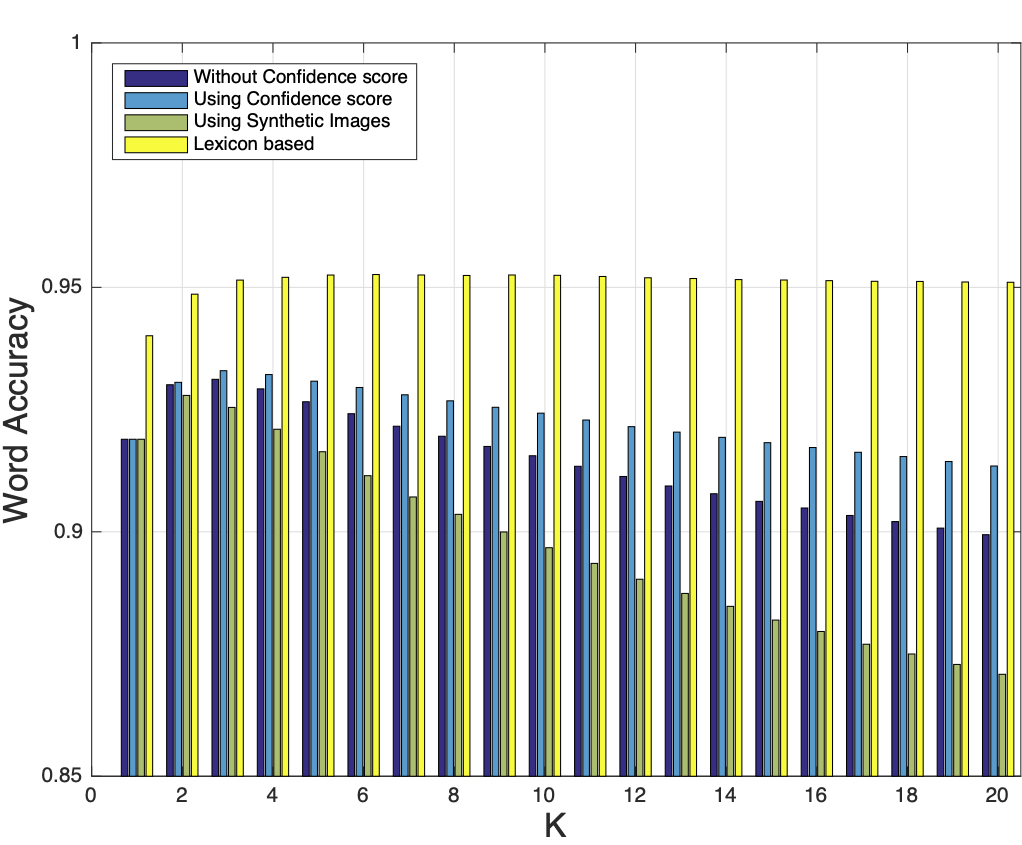 1
Without Confidence score
Using Confidence score
Using Synthetic Images
Lexicon based
0.95
Word Accuracy
0.9
0.85
0 2 4 6 8 10 12 14 16 18 20
K